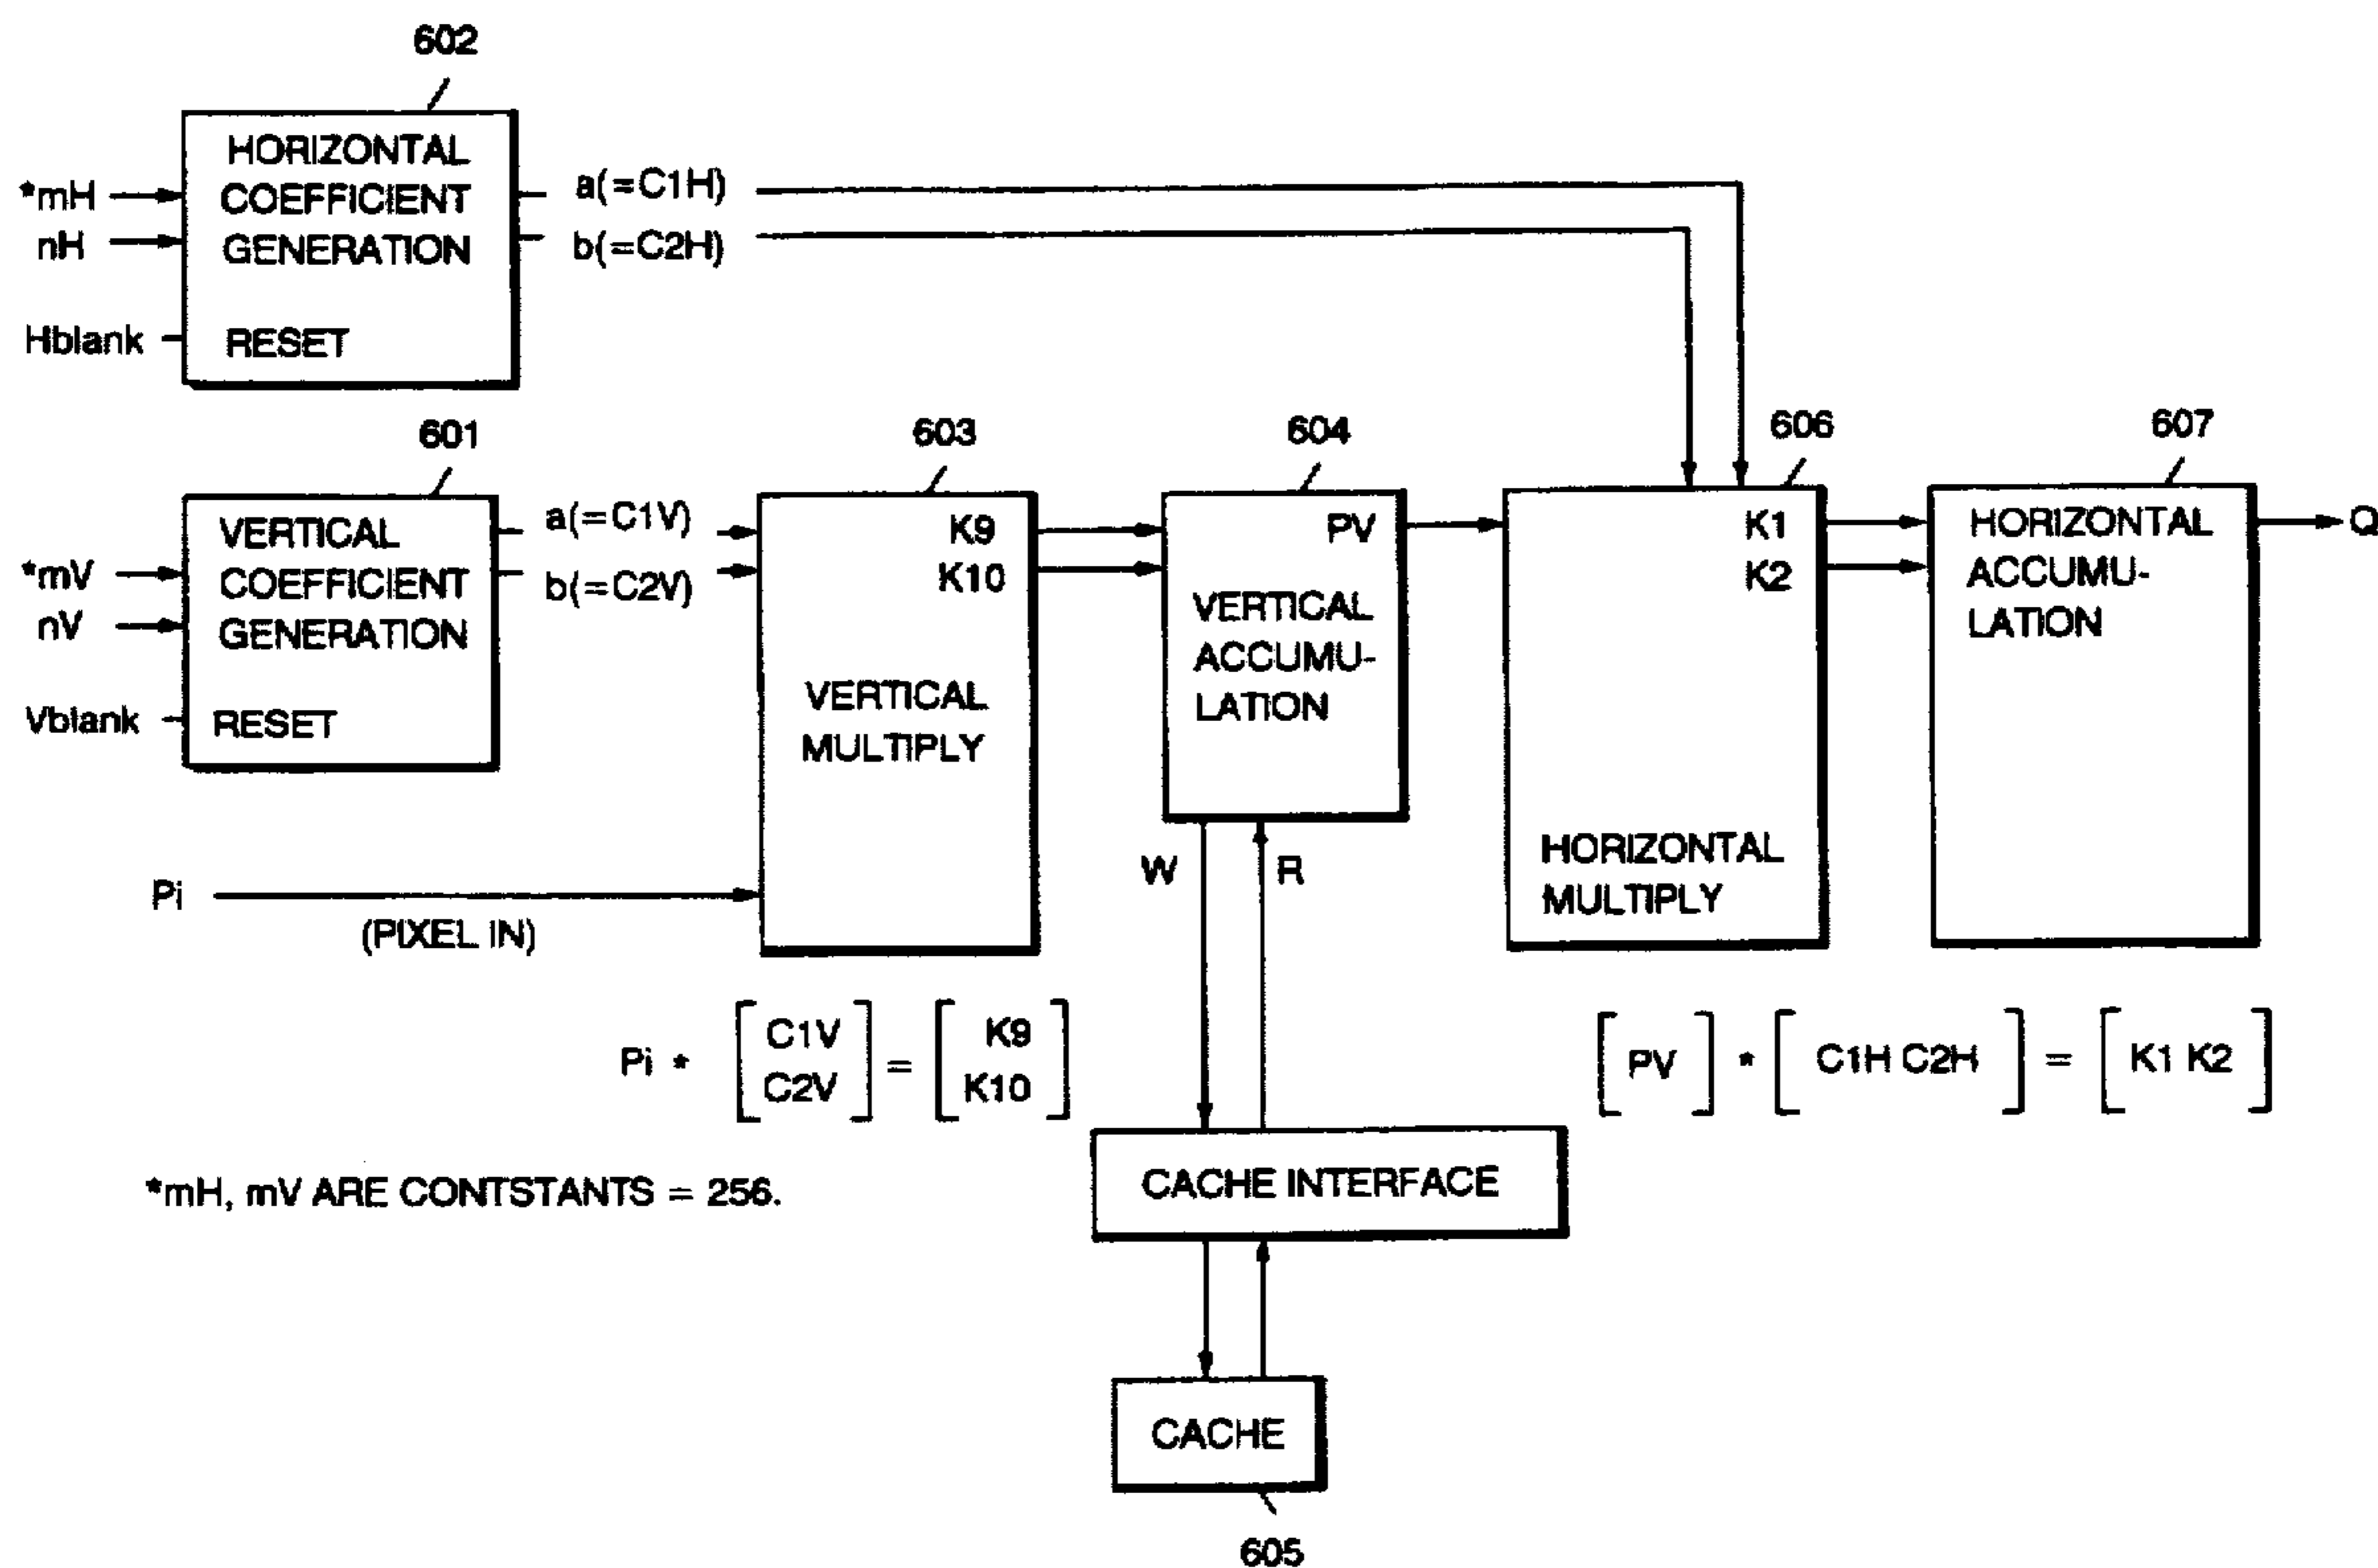 602
HORIZONTAL
COEFFICIENT
GENERATION
RESET
*mH
nH
Hblank
a(=C1H)
b(=C2H)
601
VERTICAL
COEFFICIENT
GENERATION
RESET
*mV
nV
Vblank
a(=C1V)
b(=C2V)
Pi
(PIXEL IN)
603
K9
K10
VERTICAL
MULTIPLY
604
PV
VERTICAL
ACCUMU-
LATION
W
R
606
K1
K2
HORIZONTAL
MULTIPLY
607
HORIZONTAL
ACCUMU-
LATION
Q
Pi * [ C1V ] = [ K9 ]
[ C2V ] [ K10 ]
[ PV ] * [ C1H C2H ] = [ K1 K2 ]
*mH, mV ARE CONTSTANTS = 256.
CACHE INTERFACE
CACHE
605